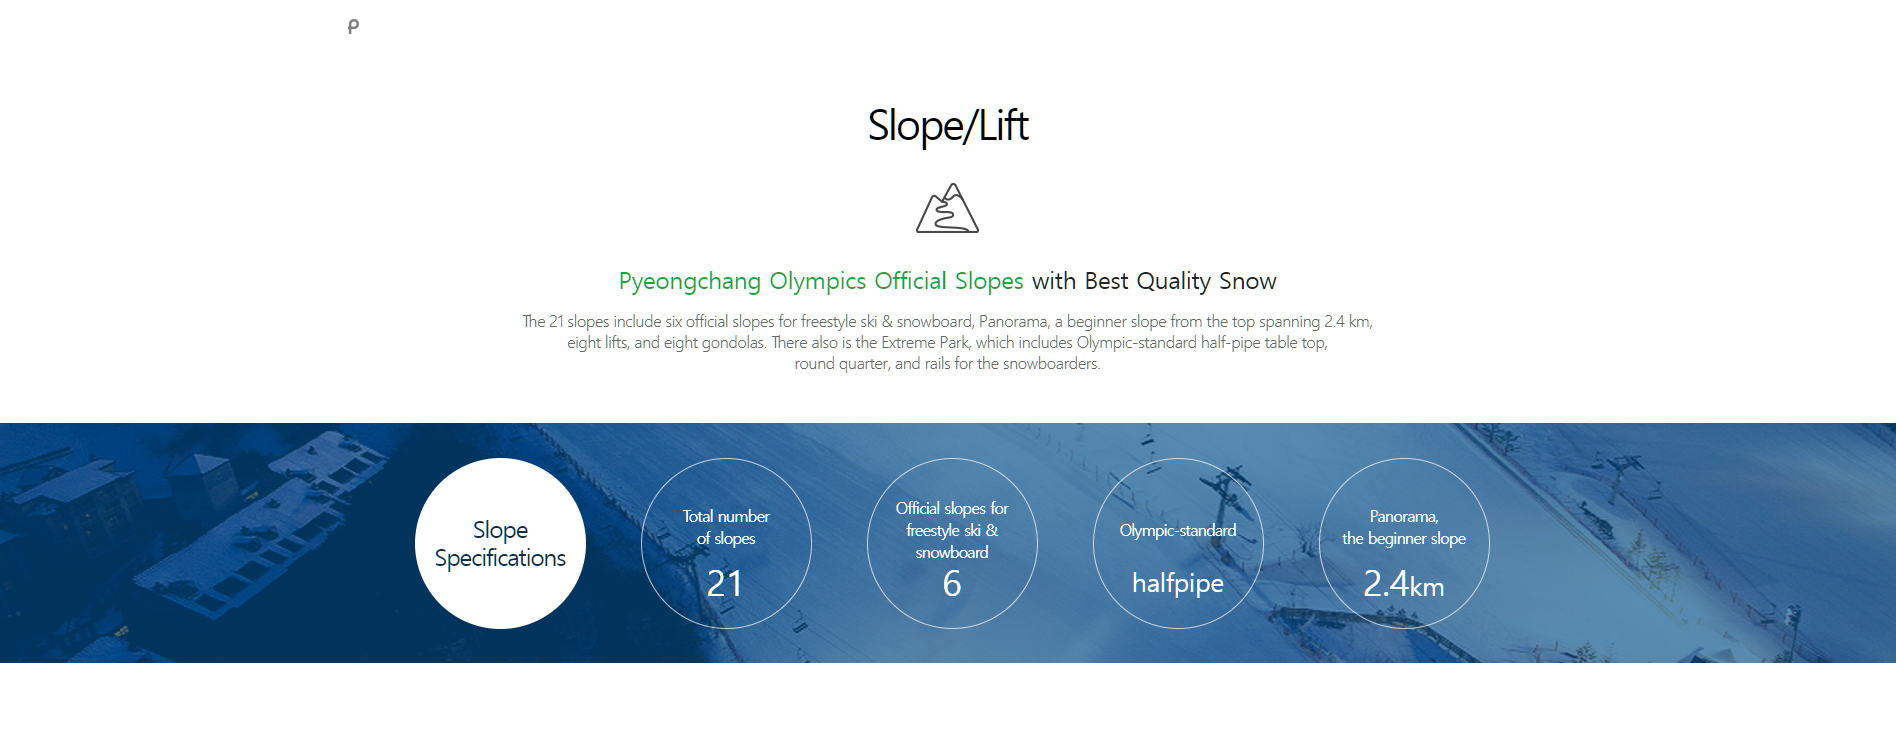 P
Slope/Lift
Pyeongchang Olympics Official Slopes with Best Quality Snow
The 21 slopes include six official slopes for freestyle ski & snowboard, Panorama, a beginner slope from the top spanning 2.4 km,
eight lifts, and eight gondolas. There also is the Extreme Park, which includes Olympic-standard half-pipe table top,
round quarter, and rails for the snowboarders.
Slope
Specifications
Total number
of slopes
21
Official slopes for
freestyle ski &
snowboard
6
Olympic-standard
halfpipe
Panorama,
the beginner slope
2.4km